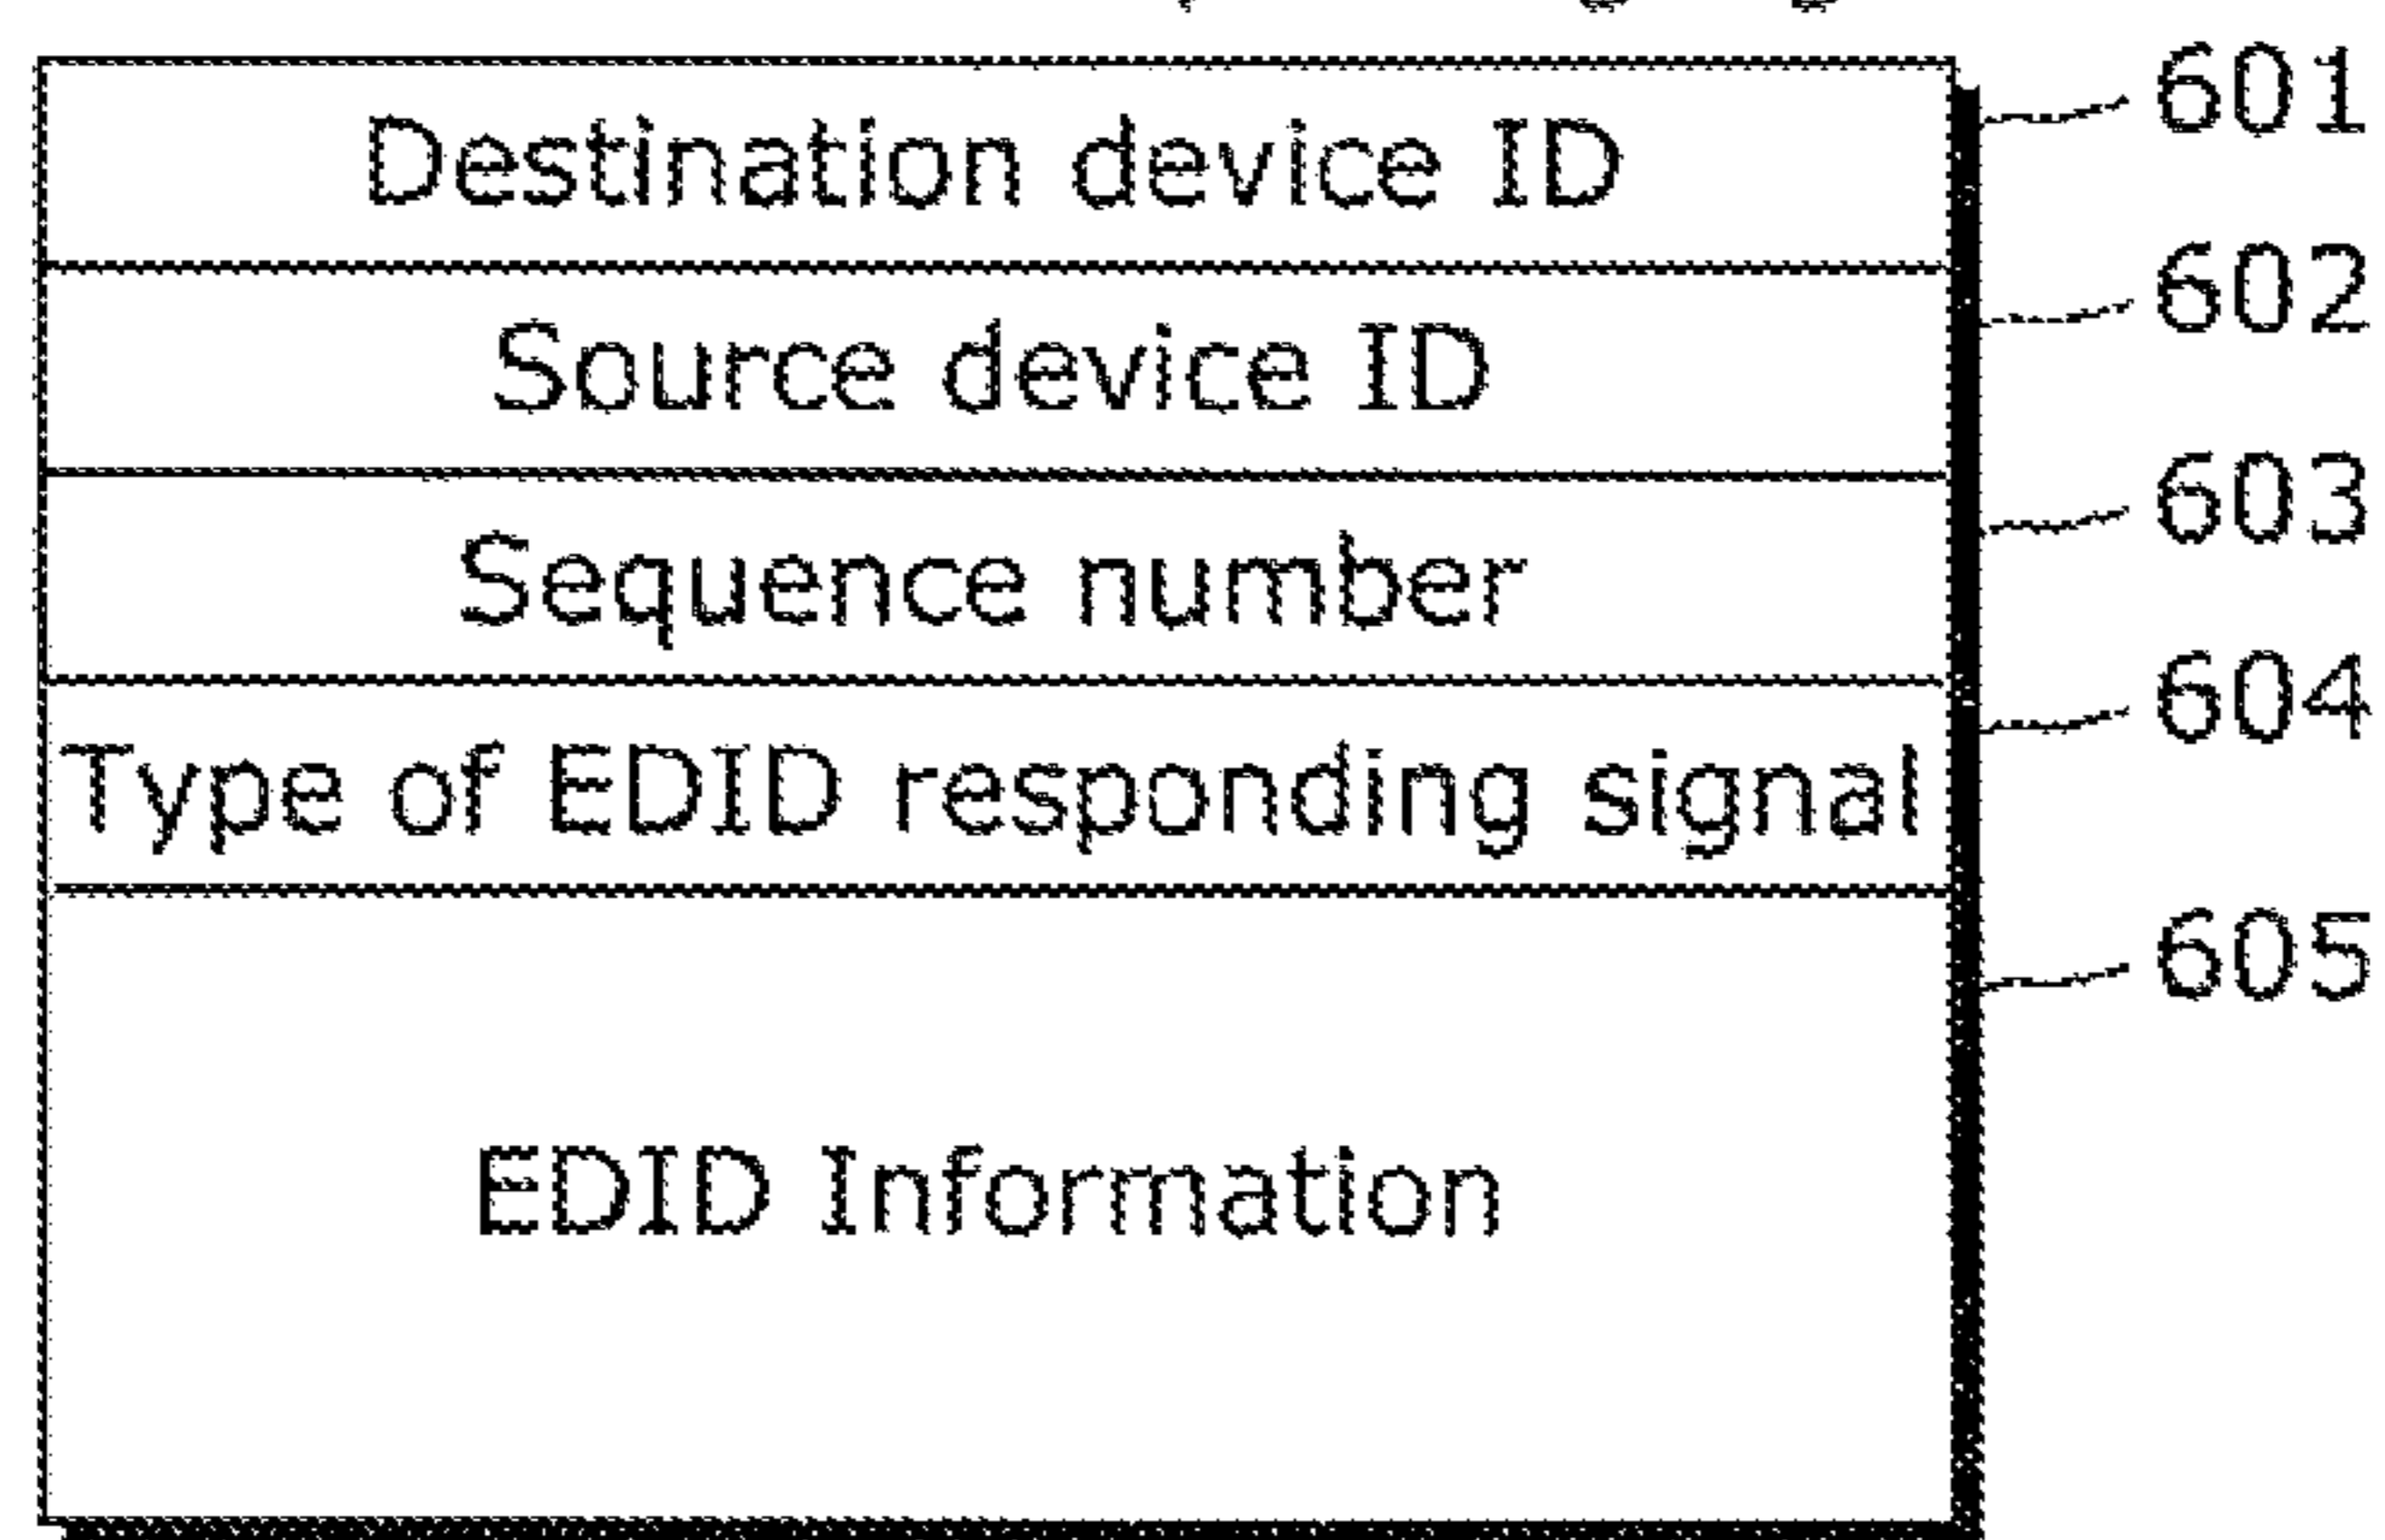 Destination device ID 601
Source device ID 602
Sequence number 603
Type of EDID responding signal 604
EDID Information 605